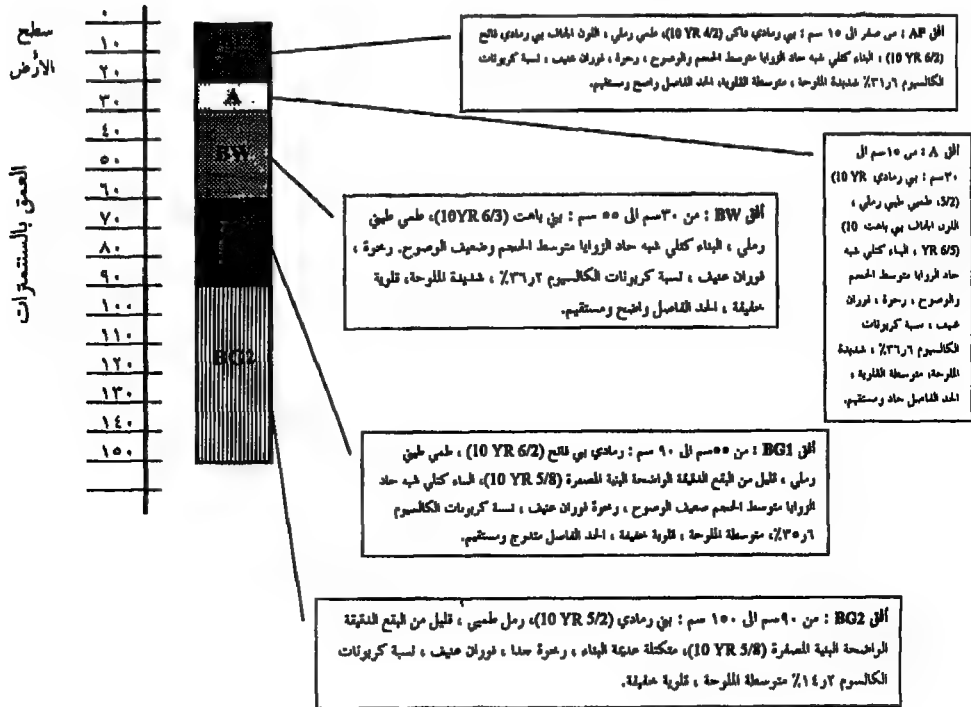 سطح
الأرض
العمق بالسنتمترات
٠
١٠
٢٠
٣٠
٤٠
٥٠
٦٠
٧٠
٨٠
٩٠
١٠٠
١١٠
١٢٠
١٣٠
١٤٠
١٥٠
A
BW
BG2
أفق AP : من صفر الى ١٥ سم : بني رمادي داكن (10 YR 4/2)، طمي رملي ، اللون الجاف بني رمادي فاتح
(10 YR 6/2) ، البناء كتلي شبه حاد الزوايا متوسط الحجم والوضوح ، رخوة ، فوران عنيف ، نسبة كربونات
الكالسيوم ٣١٫٦٪ شديدة الملوحة ، متوسطة القلوية، الحد الفاصل واضح ومستقيم.
أفق A : من ١٥سم الى
٣٠سم : بني رمادي (10 YR
5/2)، طمي طيني رملي ،
اللون الجاف بني باهت (10
YR 6/5) ، البناء كتلي شبه
حاد الزوايا متوسط الحجم
والوضوح ، رخوة ، فوران
عنيف ، نسبة كربونات
الكالسيوم ٣٦٫٦٪ ، شديدة
الملوحة، متوسطة القلوية ،
الحد الفاصل حاد ومستقيم.
أفق BW : من ٣٠سم الى ٥٥ سم : بني باهت (10YR 6/3)، طمي طيني
رملي ، البناء كتلي شبه حاد الزوايا متوسط الحجم وضعيف الوضوح. رخوة ،
فوران عنيف ، نسبة كربونات الكالسيوم ٣٦٫٢٪ ، شديدة الملوحة، قلوية
خفيفة ، الحد الفاصل واضح ومستقيم.
أفق BG1 : من ٥٥سم الى ٩٠ سم : رمادي بني فاتح (10 YR 6/2) ، طمي طيني
رملي ، قليل من البقع الدقيقة الواضحة البنية المصفرة (10 YR 5/8)، البناء كتلي شبه حاد
الزوايا متوسط الحجم ضعيف الوضوح ، رخوة فوران عنيف ، نسبة كربونات الكالسيوم
٣٥٫٦٪، متوسطة الملوحة ، قلوية خفيفة ، الحد الفاصل متدرج ومستقيم.
أفق BG2 : من ٩٠سم الى ١٥٠ سم : بني رمادي (10 YR 5/2)، رمل طميي ، قليل من البقع الدقيقة
الواضحة البنية المصفرة (10 YR 5/8)، متكتلة عديمة البناء ، رخوة جدا ، فوران عنيف ، نسبة كربونات
الكالسوم ١٤٫٢٪ متوسطة الملوحة ، قلوية خفيفة.